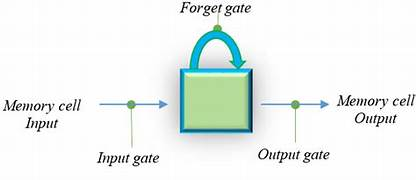 Forget gate
Memory cell
Input
Memory cell
Output
Input gate
Output gate